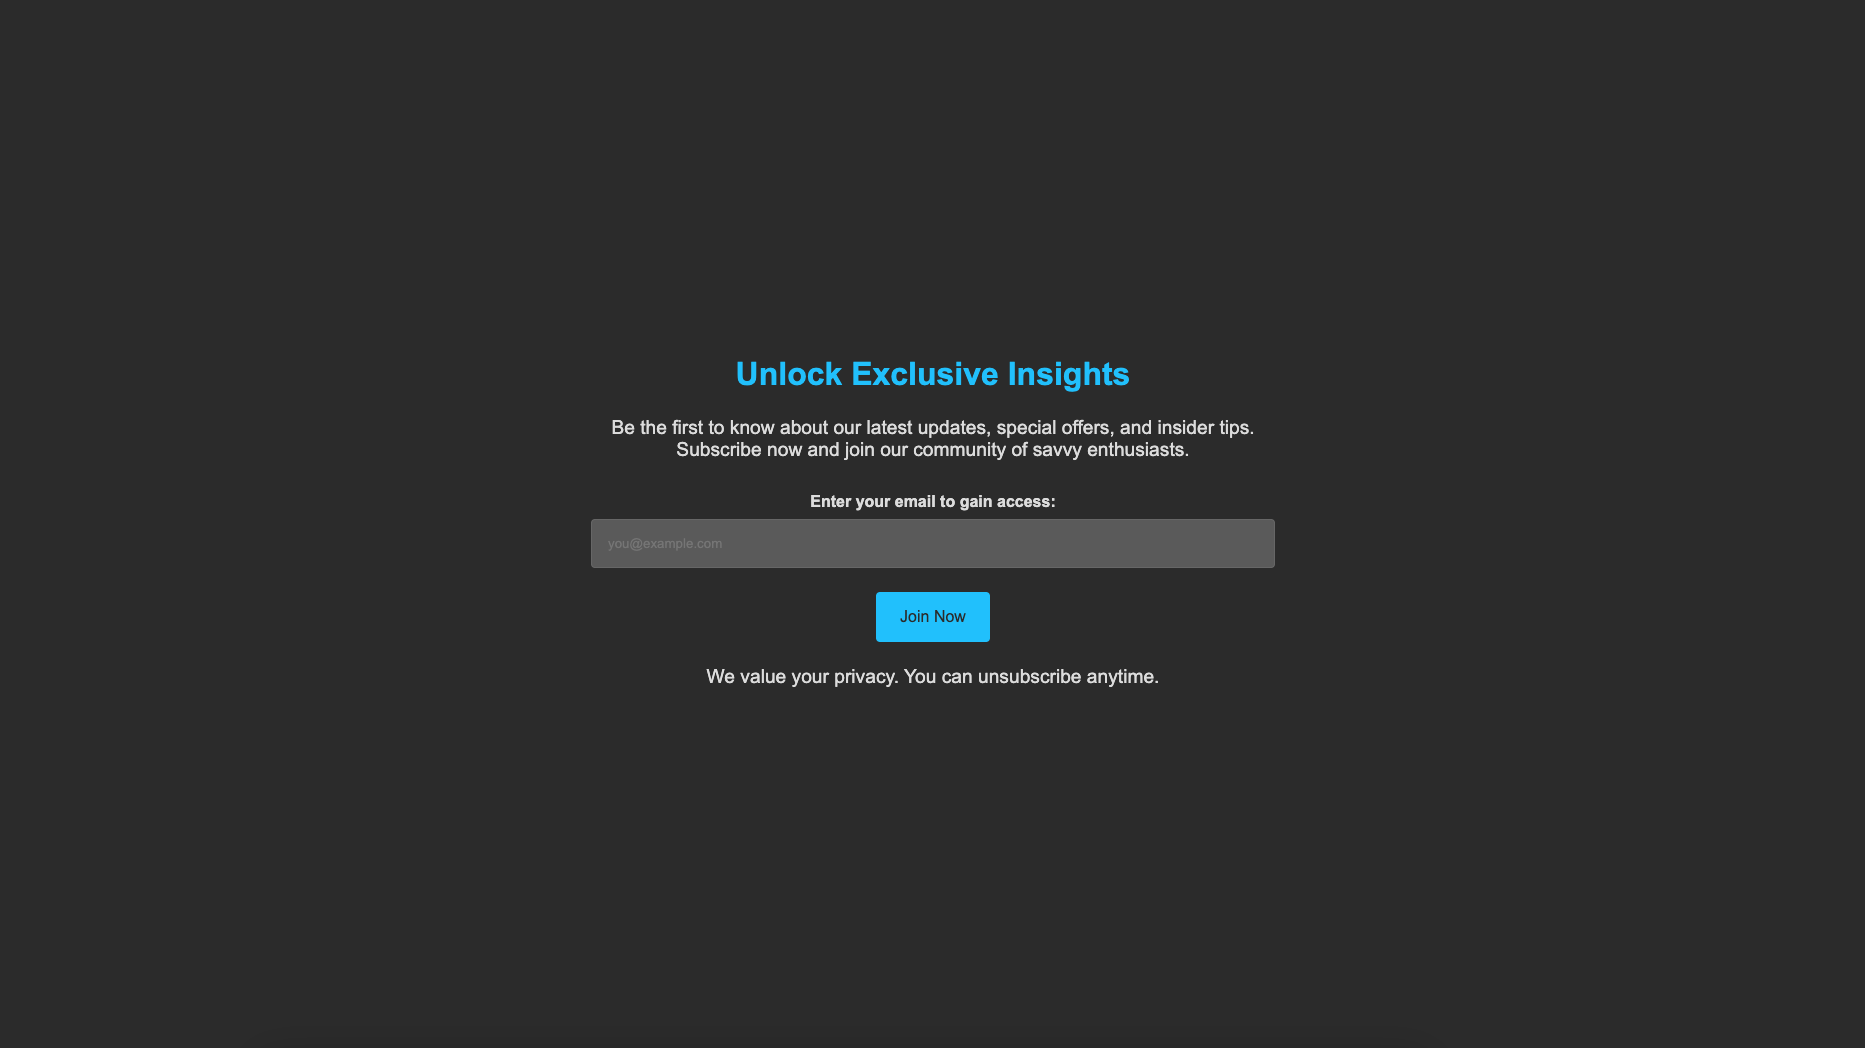 Unlock Exclusive Insights
Be the first to know about our latest updates, special offers, and insider tips.
Subscribe now and join our community of savvy enthusiasts.
Enter your email to gain access:
you@example.com
Join Now
We value your privacy. You can unsubscribe anytime.